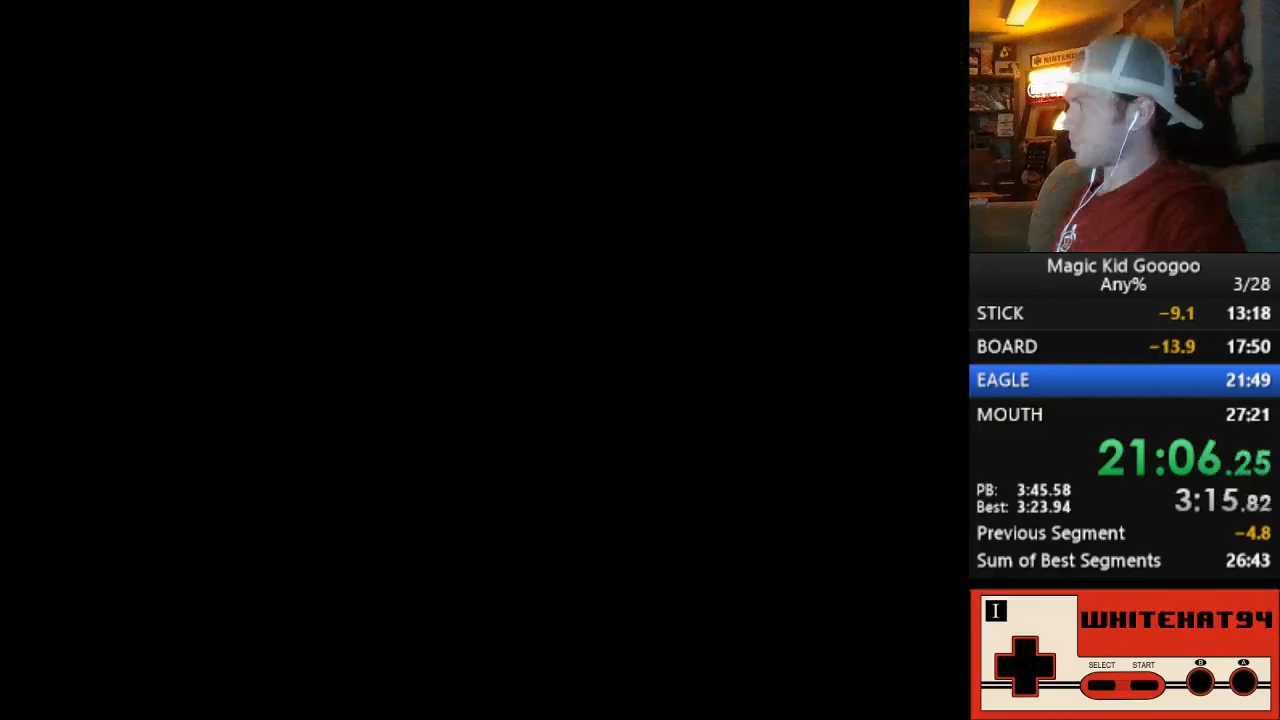 NINTENDO
Magic Kid Googoo
Any% 3/28
STICK -9.1 13:18
BOARD -13.9 17:50
EAGLE 21:49
MOUTH 27:21
21:06.25
PB: 3:45.58
Best: 3:23.94
3:15.82
Previous Segment -4.8
Sum of Best Segments 26:43
I
WHITEHAT94
SELECT START B A